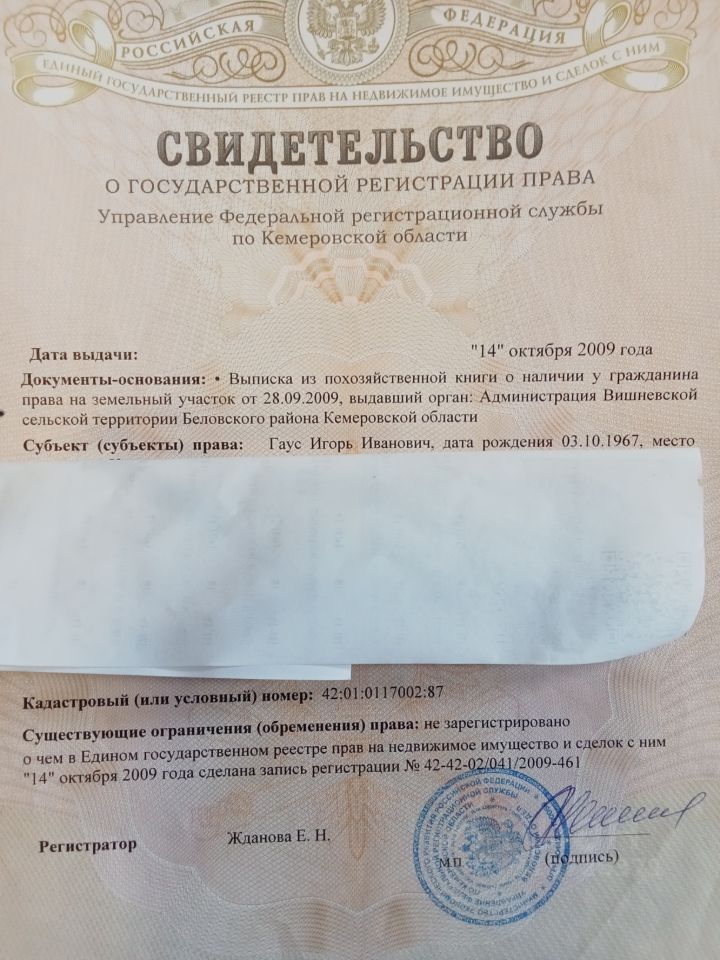 РОССИЙСКАЯ ФЕДЕРАЦИЯ
ЕДИНЫЙ ГОСУДАРСТВЕННЫЙ РЕЕСТР ПРАВ НА НЕДВИЖИМОЕ ИМУЩЕСТВО И СДЕЛОК С НИМ
СВИДЕТЕЛЬСТВО
О ГОСУДАРСТВЕННОЙ РЕГИСТРАЦИИ ПРАВА
Управление Федеральной регистрационной службы
по Кемеровской области
Дата выдачи: "14" октября 2009 года
Документы-основания: • Выписка из похозяйственной книги о наличии у гражданина
права на земельный участок от 28.09.2009, выдавший орган: Администрация Вишневской
сельской территории Беловского района Кемеровской области
Субъект (субъекты) права: Гаус Игорь Иванович, дата рождения 03.10.1967, место
Кадастровый (или условный) номер: 42:01:0117002:87
Существующие ограничения (обременения) права: не зарегистрировано
о чем в Едином государственном реестре прав на недвижимое имущество и сделок с ним
"14" октября 2009 года сделана запись регистрации № 42-42-02/041/2009-461
Регистратор Жданова Е. Н.
м.п. (подпись)